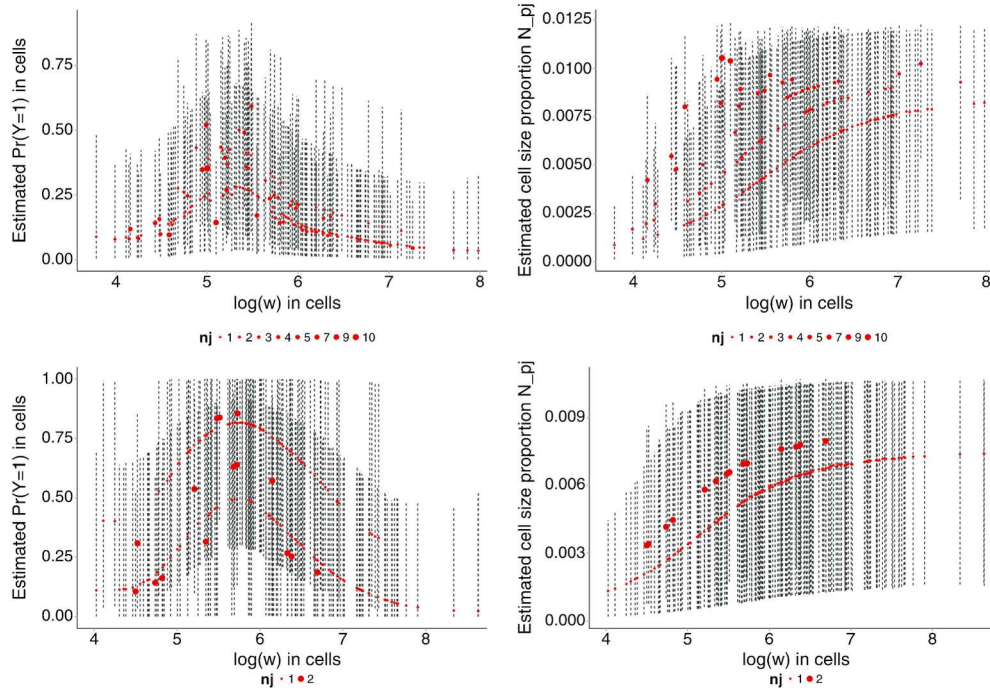 Estimated Pr(Y=1) in cells
0.75
0.50
0.25
0.00
4 5 6 7 8
log(w) in cells
Estimated cell size proportion N_pj
0.0125
0.0100
0.0075
0.0050
0.0025
0.0000
4 5 6 7 8
log(w) in cells
nj 1 2 3 4 5 7 9 10
nj 1 2 3 4 5 7 9 10
Estimated Pr(Y=1) in cells
1.00
0.75
0.50
0.25
0.00
4 5 6 7 8
log(w) in cells
nj 1 2
Estimated cell size proportion N_pj
0.009
0.006
0.003
0.000
4 5 6 7 8
log(w) in cells
nj 1 2